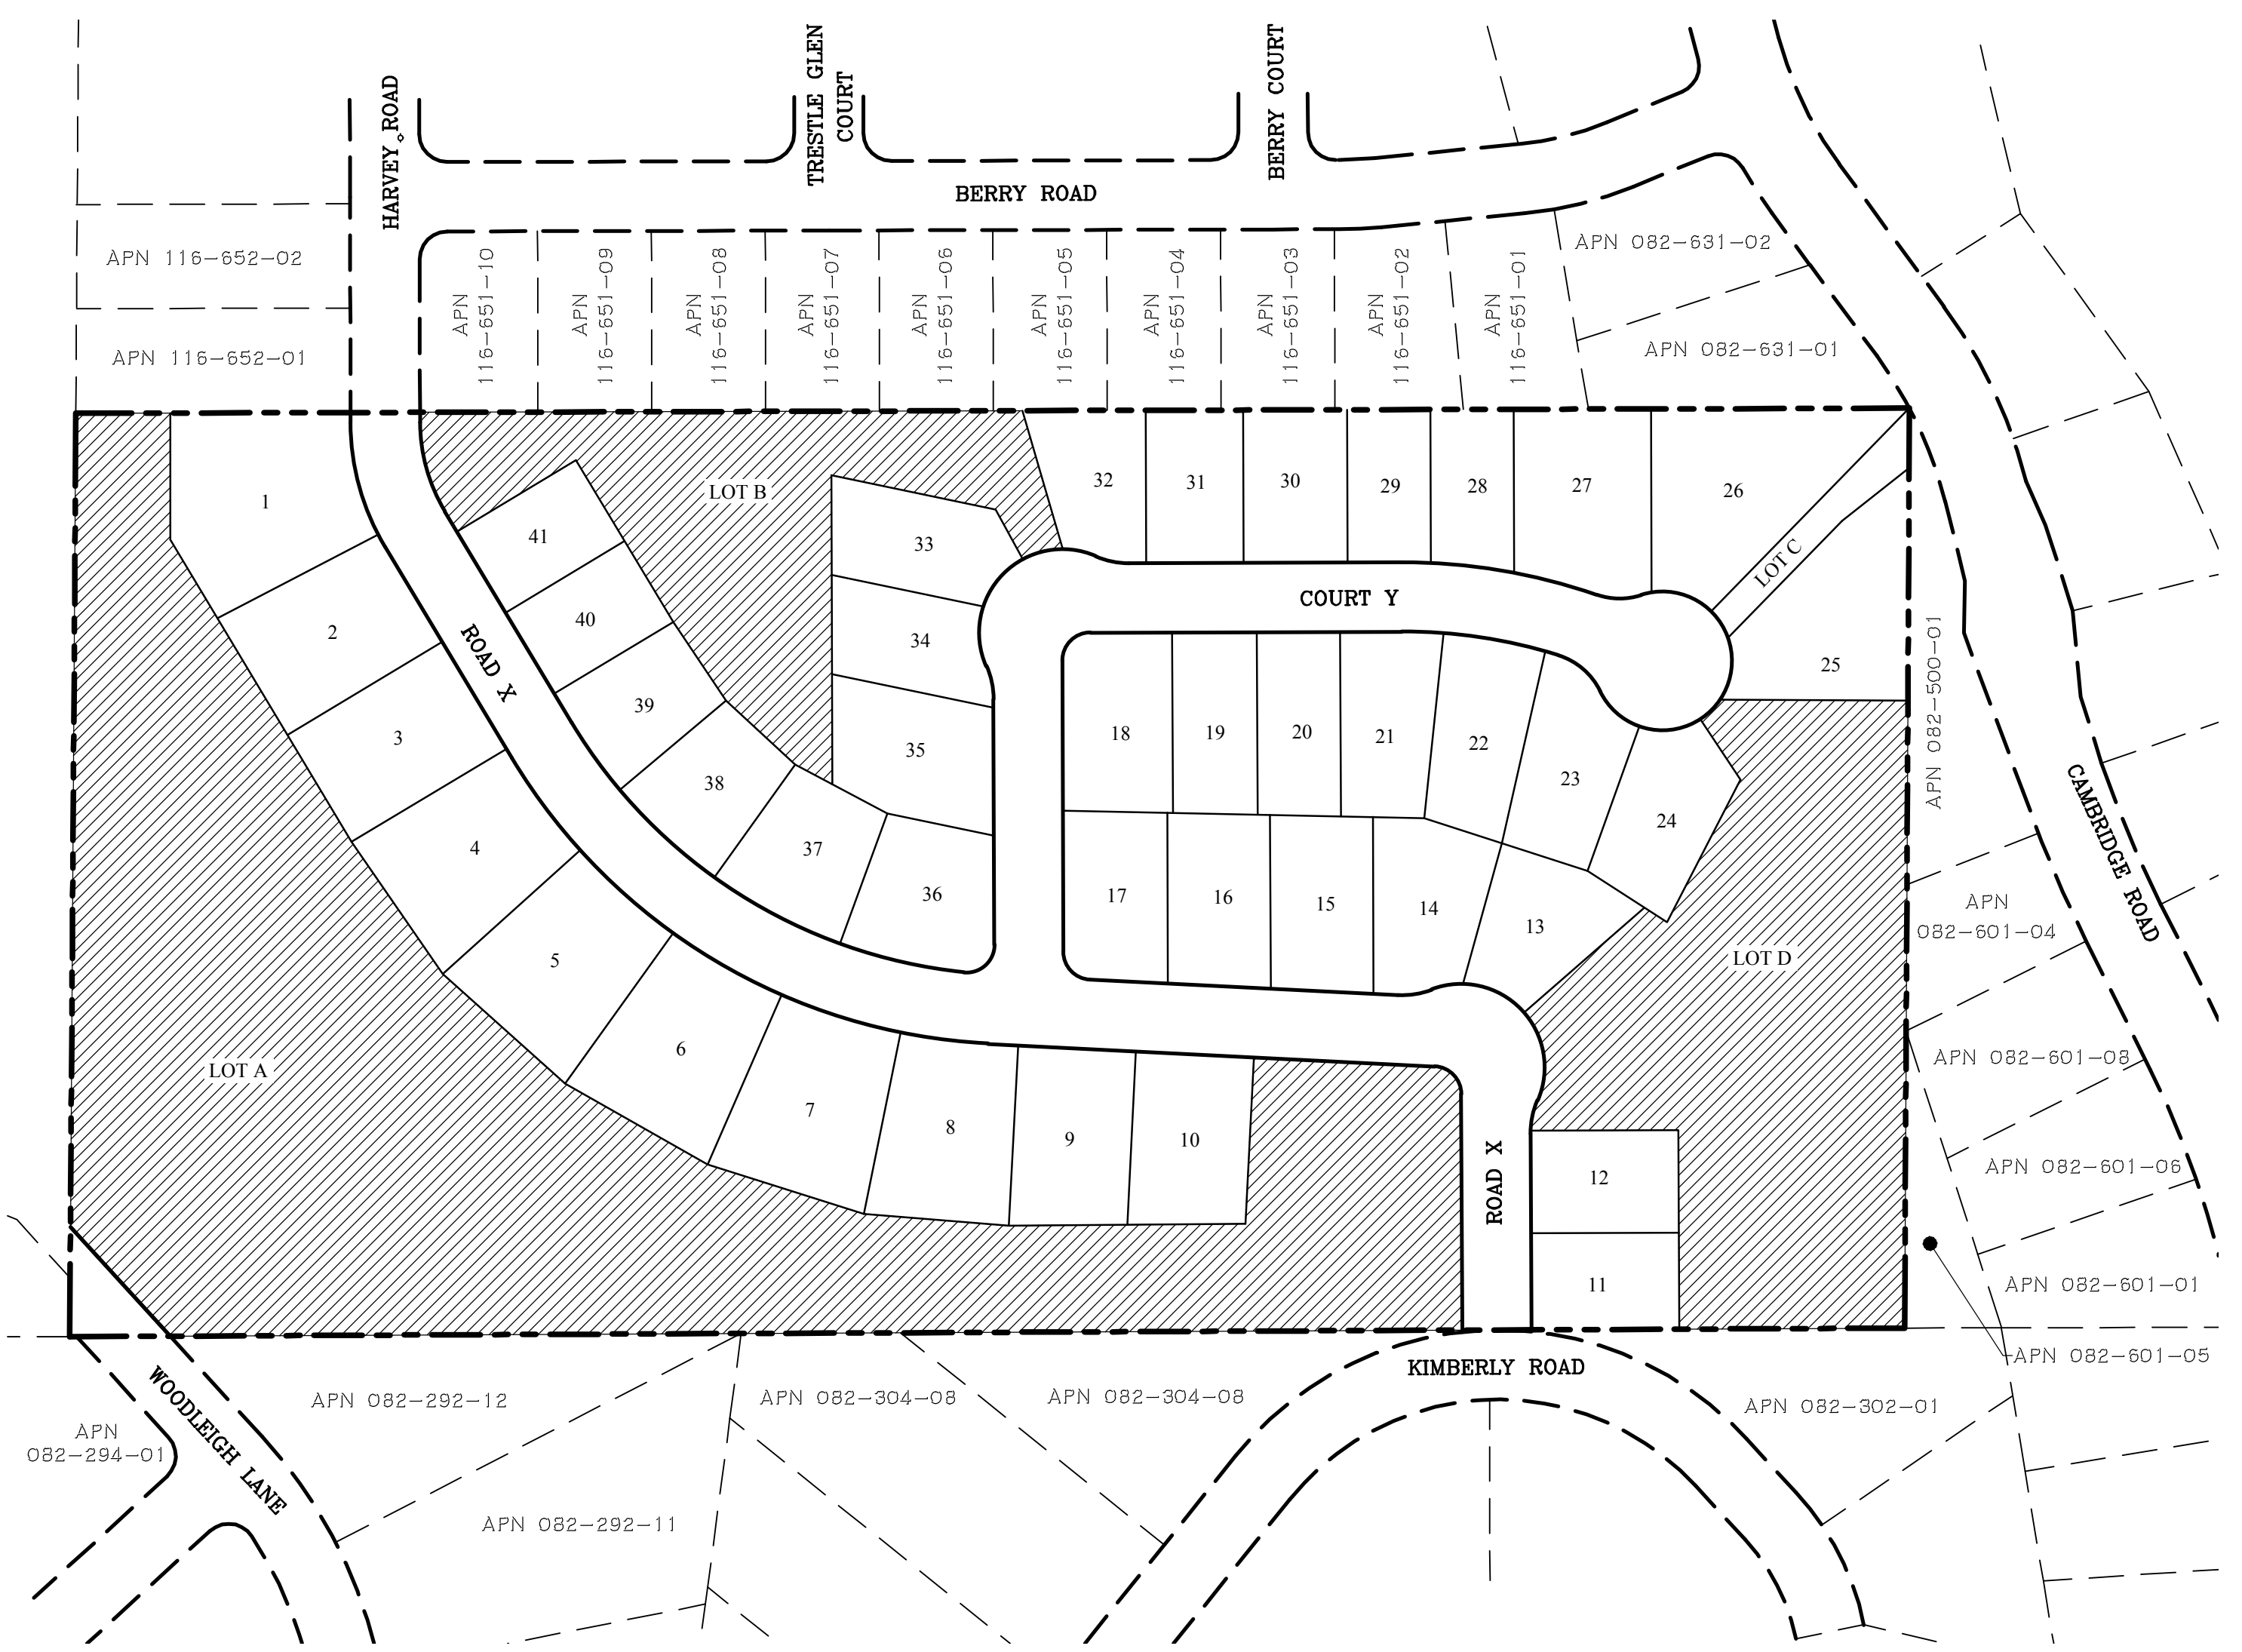 HARVEY ROAD
TRESTLE GLEN
COURT
BERRY COURT
BERRY ROAD
APN 116-652-02
APN 116-652-01
APN
116-651-10
APN
116-651-09
APN
116-651-08
APN
116-651-07
APN
116-651-06
APN
116-651-05
APN
116-651-04
APN
116-651-03
APN
116-651-02
APN
116-651-01
APN 082-631-02
APN 082-631-01
1
2
3
4
5
6
7
8
9
10
41
40
39
38
37
36
LOT B
33
34
35
32
31
30
29
28
27
26
LOT C
25
COURT Y
ROAD X
18
19
20
21
22
23
24
17
16
15
14
13
LOT D
LOT A
ROAD X
12
11
APN 082-500-01
CAMBRIDGE ROAD
APN
082-601-04
APN 082-601-08
APN 082-601-06
APN 082-601-01
APN 082-601-05
KIMBERLY ROAD
APN 082-302-01
APN 082-304-08
APN 082-304-08
APN 082-292-12
APN 082-292-11
WOODLEIGH LANE
APN
082-294-01